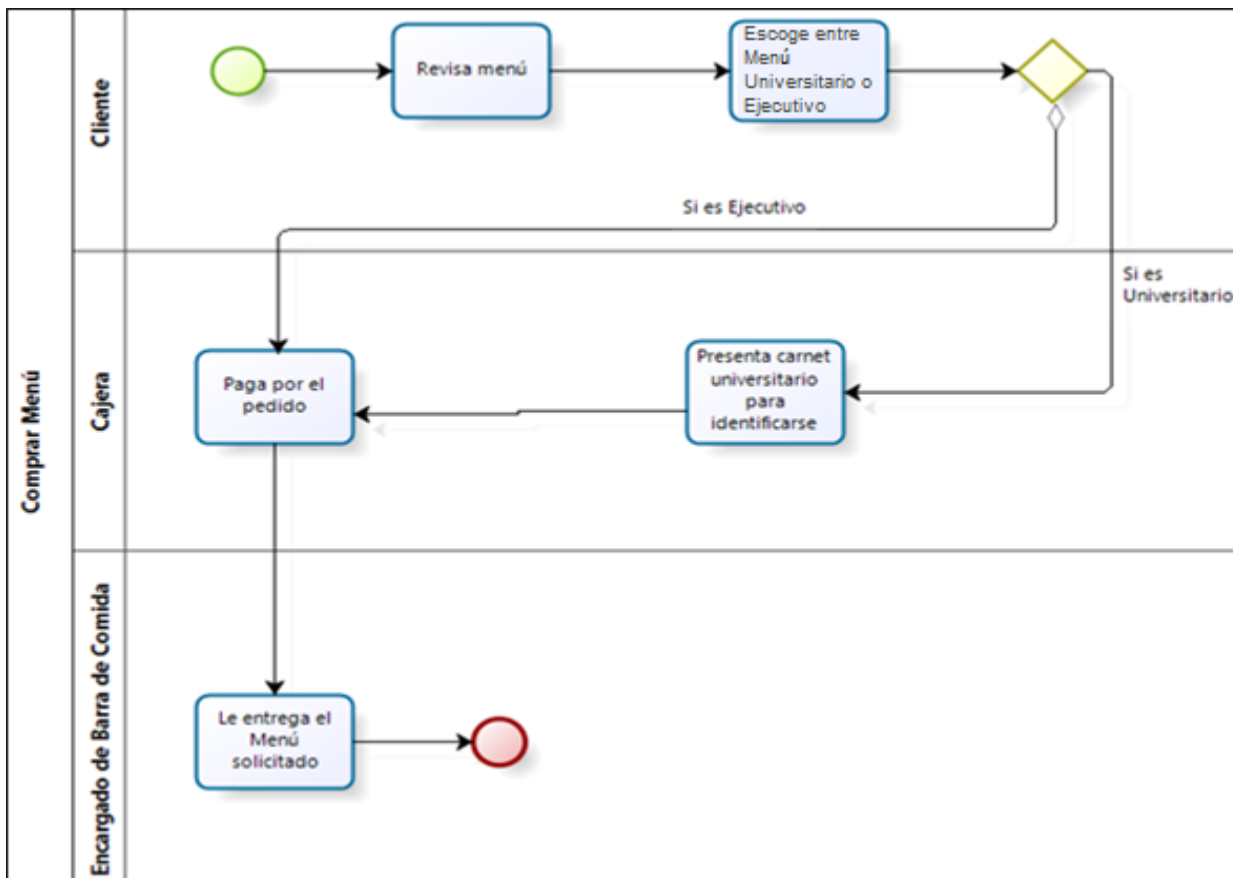 Comprar Menú
Cliente
Revisa menú
Escoge entre
Menú
Universitario o
Ejecutivo
Si es Ejecutivo
Si es
Universitario
Cajera
Paga por el
pedido
Presenta carnet
universitario
para
identificarse
Encargado de Barra de Comida
Le entrega el
Menú
solicitado